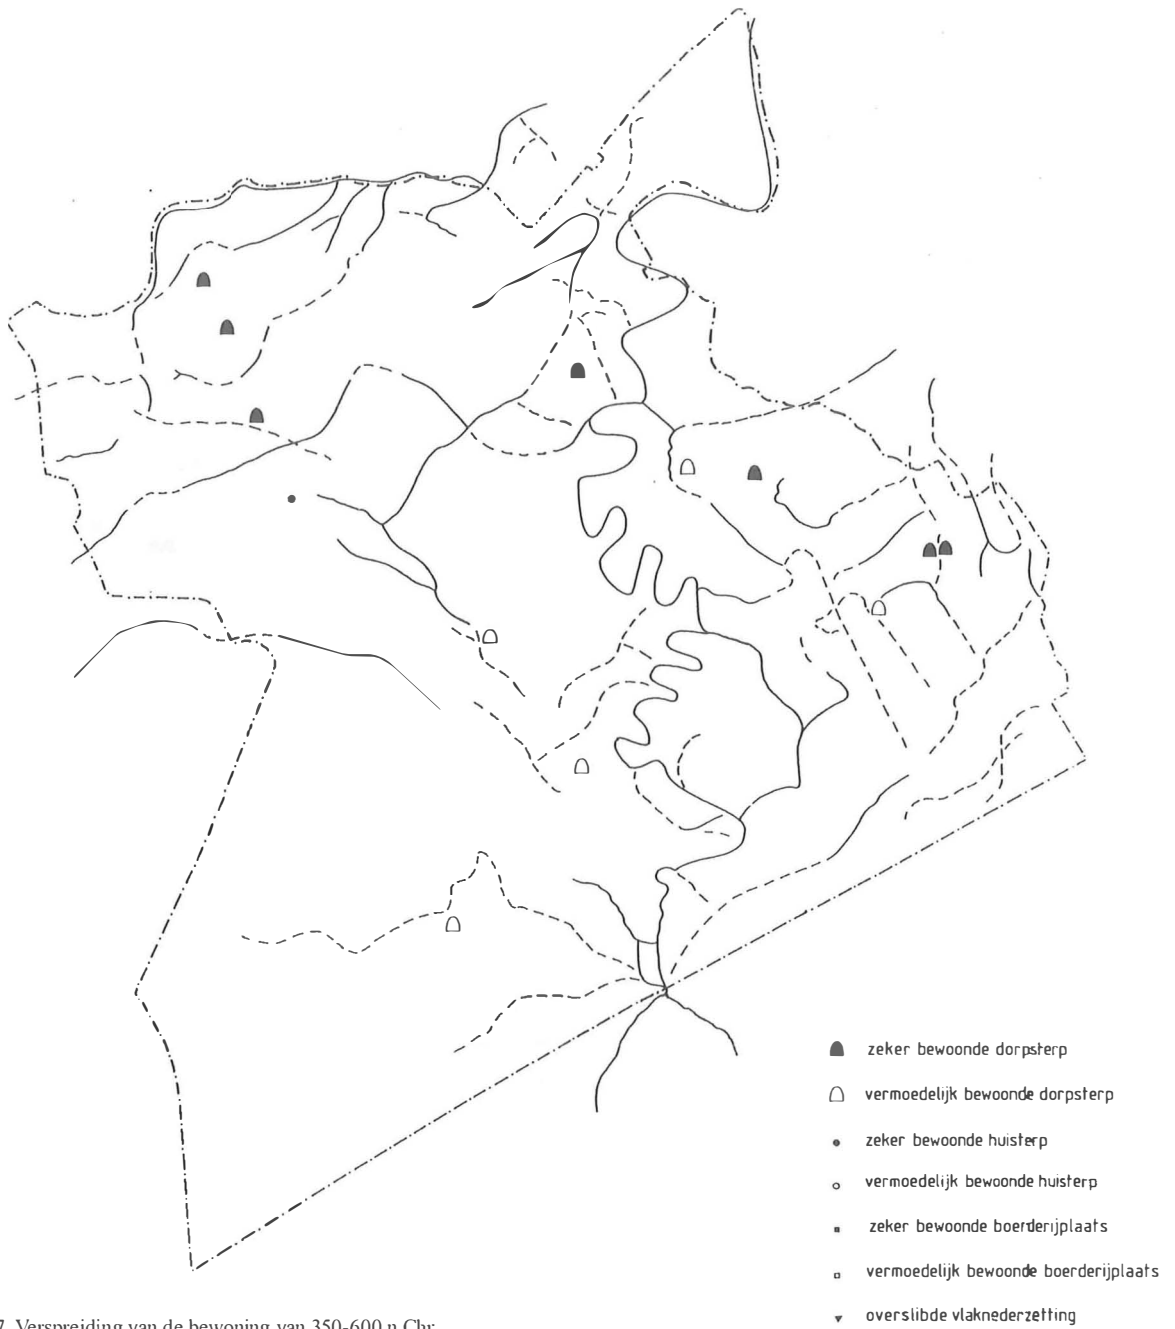 zeker bewoonde dorpsterp
vermoedelijk bewoonde dorpsterp
zeker bewoonde huisterp
vermoedelijk bewoonde huisterp
zeker bewoonde boerderijplaats
vermoedelijk bewoonde boerderijplaats
overslibde vlaknederzetting
7. Verspreiding van de bewoning van 350-600 n.Chr.